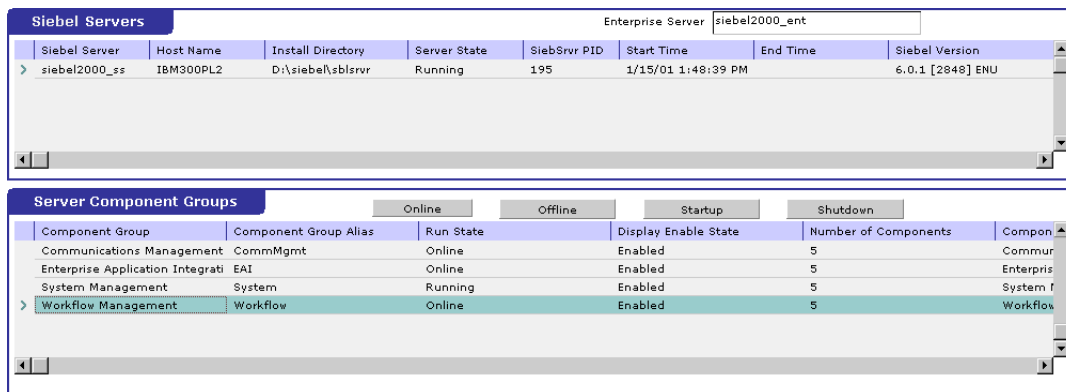 Siebel Servers Enterprise Server siebel2000_ent
Siebel Server Host Name Install Directory Server State SiebSrvr PID Start Time End Time Siebel Version
siebel2000_ss IBM300PL2 D:\siebel\sblsrvr Running 195 1/15/01 1:48:39 PM 6.0.1 [2848] ENU
Server Component Groups Online Offline Startup Shutdown
Component Group Component Group Alias Run State Display Enable State Number of Components Compon
Communications Management CommMgmt Online Enabled 5 Commur
Enterprise Application Integrati EAI Online Enabled 5 Enterpris
System Management System Running Enabled 5 System
Workflow Management Workflow Online Enabled 5 Workflow